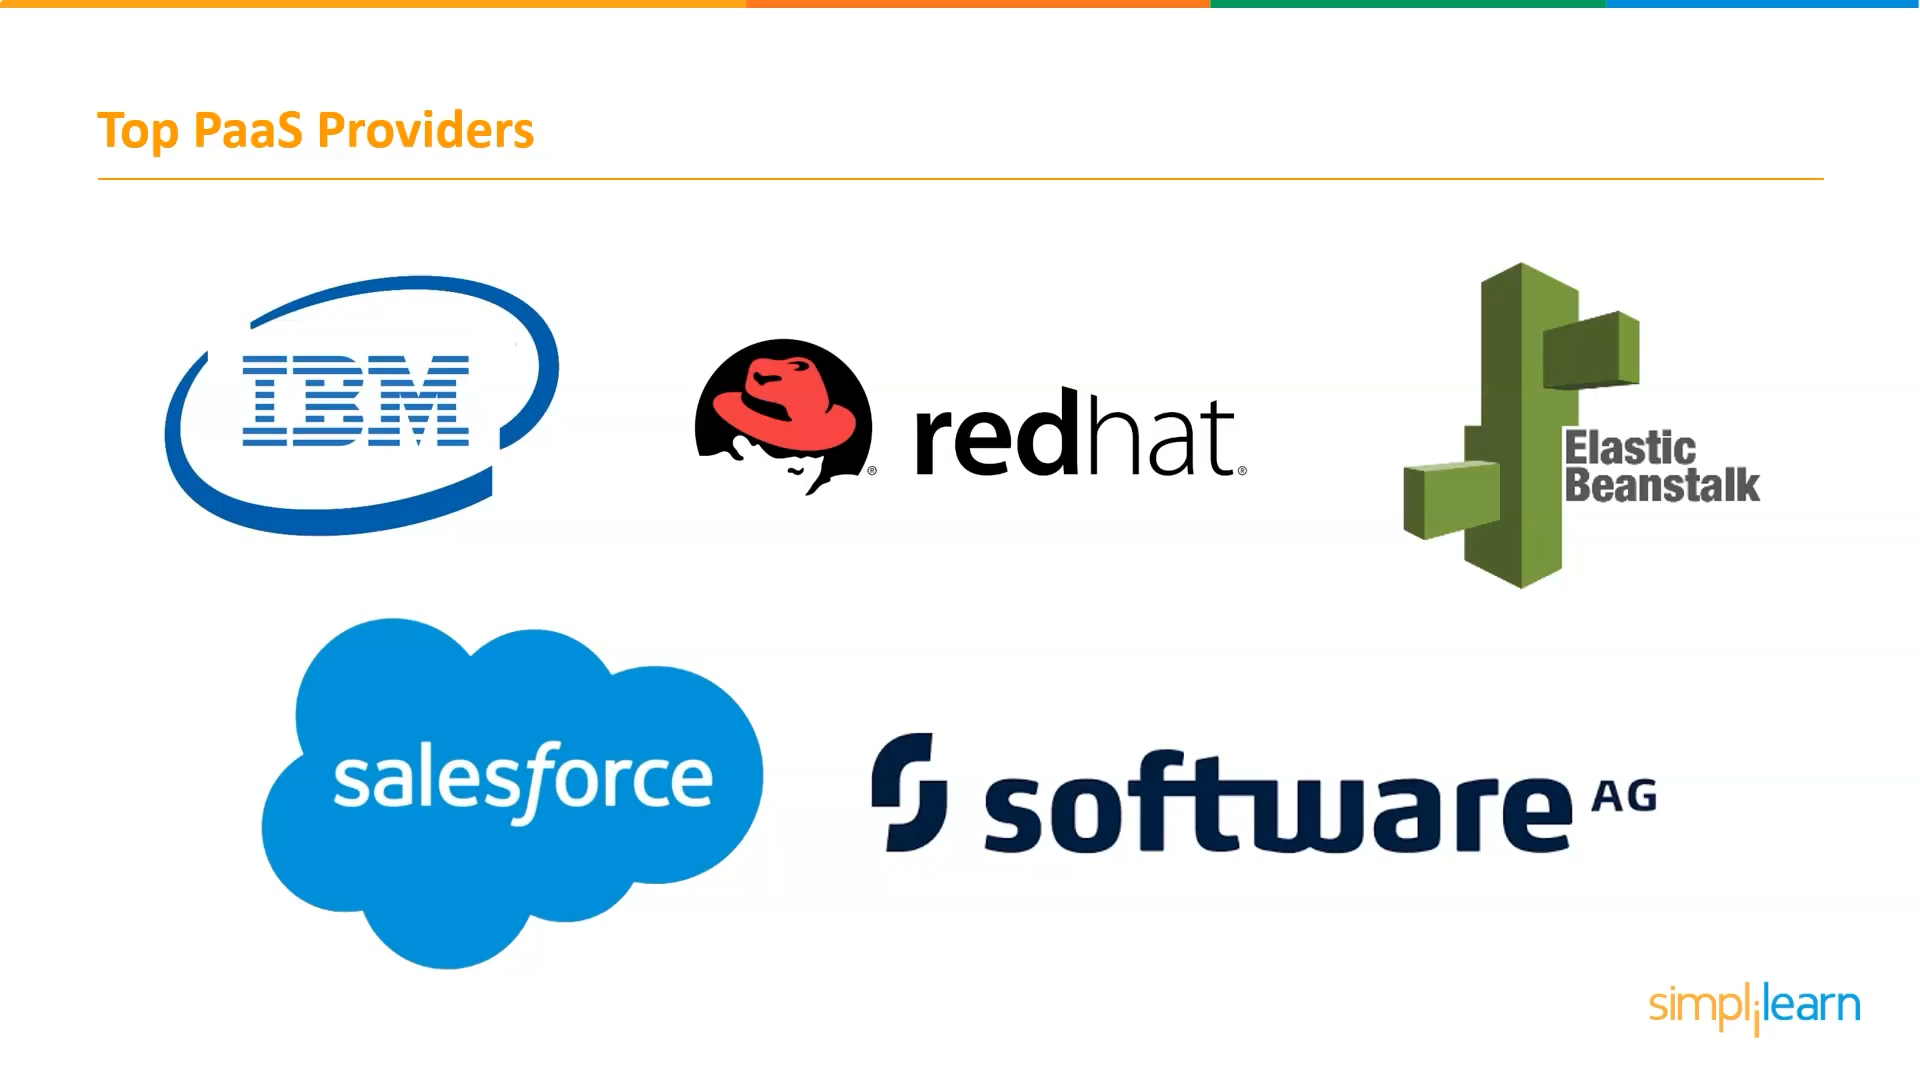 Top PaaS Providers
IBM
redhat
Elastic
Beanstalk
salesforce
software AG
simplilearn